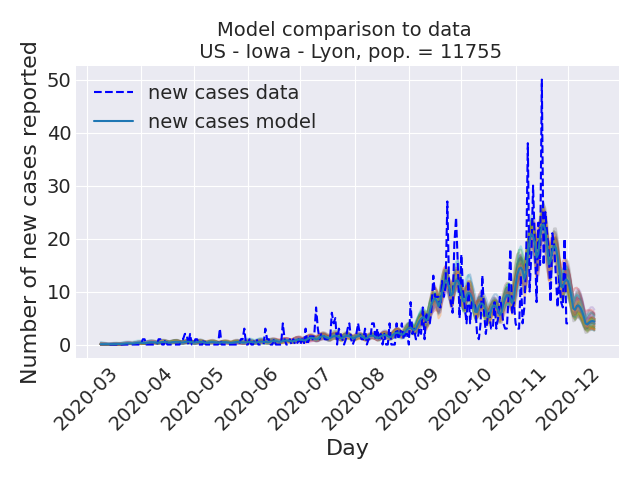 Model comparison to data
US - Iowa - Lyon, pop. = 11755
Number of new cases reported
50
40
30
20
10
0
new cases data
new cases model
2020-03
2020-04
2020-05
2020-06
2020-07
2020-08
2020-09
2020-10
2020-11
2020-12
Day